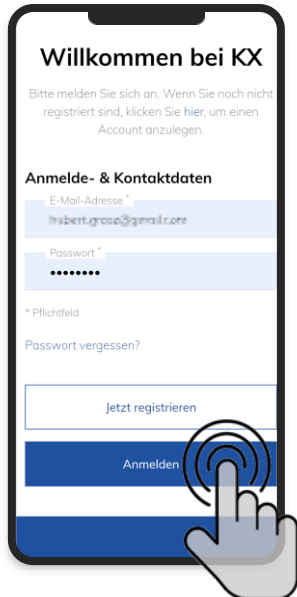 Willkommen bei KX
Bitte melden Sie sich an. Wenn Sie noch nicht
registriert sind, klicken Sie hier, um einen
Account anzulegen.
Anmelde- & Kontaktdaten
E-Mail-Adresse *
Passwort *
••••••••
* Pflichtfeld
Passwort vergessen?
Jetzt registrieren
Anmelden